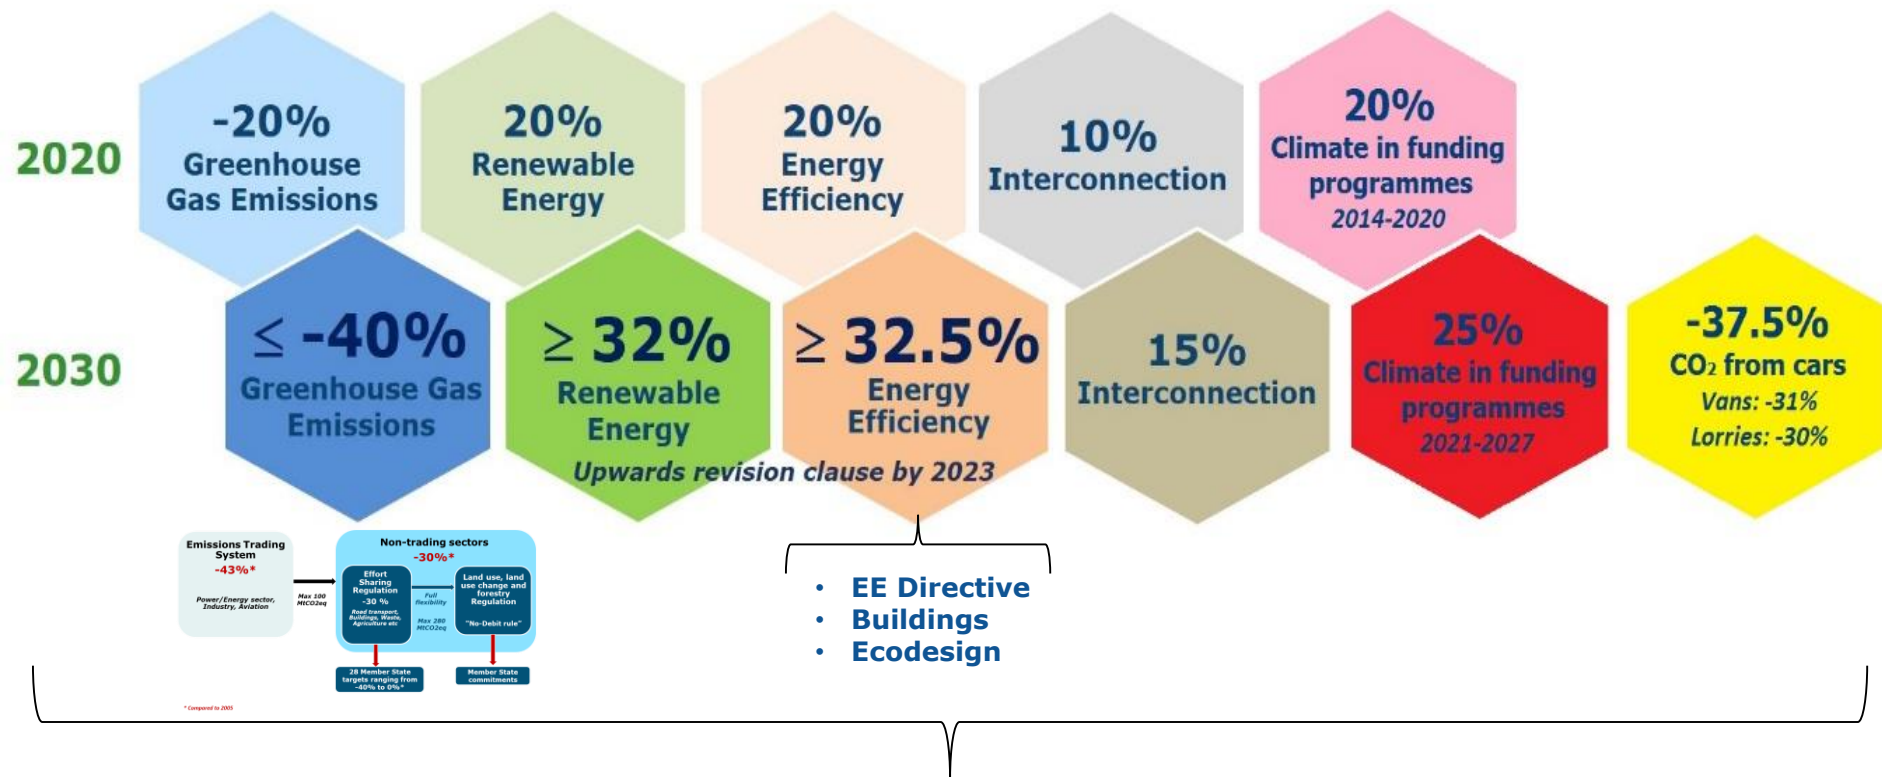 2020
-20%
Greenhouse
Gas Emissions
20%
Renewable
Energy
20%
Energy
Efficiency
10%
Interconnection
20%
Climate in funding
programmes
2014-2020
2030
≤ -40%
Greenhouse Gas
Emissions
≥ 32%
Renewable
Energy
≥ 32.5%
Energy
Efficiency
Upwards revision clause by 2023
15%
Interconnection
25%
Climate in funding
programmes
2021-2027
-37.5%
CO₂ from cars
Vans: -31%
Lorries: -30%
Emissions Trading
System
-43%*
Power/Energy sector,
Industry, Aviation
Max 100
MtCO2eq
Non-trading sectors
-30%*
Effort
Sharing
Regulation
-30 %
Road transport,
Buildings, Waste,
Agriculture etc
Full
flexibility
Max 280
MtCO2eq
Land use, land
use change and
forestry
Regulation
"No-Debit rule"
28 Member State
targets ranging from
-40% to 0%*
Member State
commitments
* Compared to 2005
• EE Directive
• Buildings
• Ecodesign